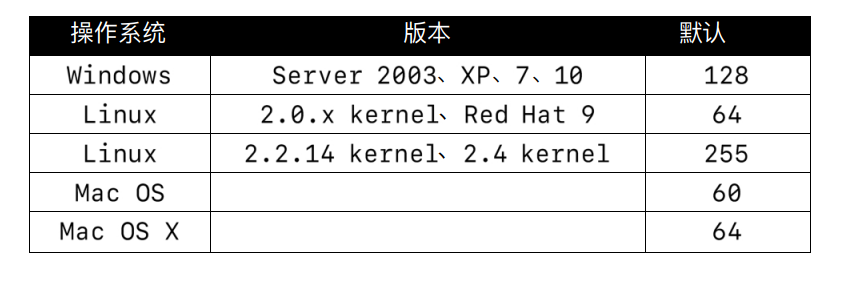 操作系统 版本 默认
Windows Server 2003、XP、7、10 128
Linux 2.0.x kernel、Red Hat 9 64
Linux 2.2.14 kernel、2.4 kernel 255
Mac OS 60
Mac OS X 64